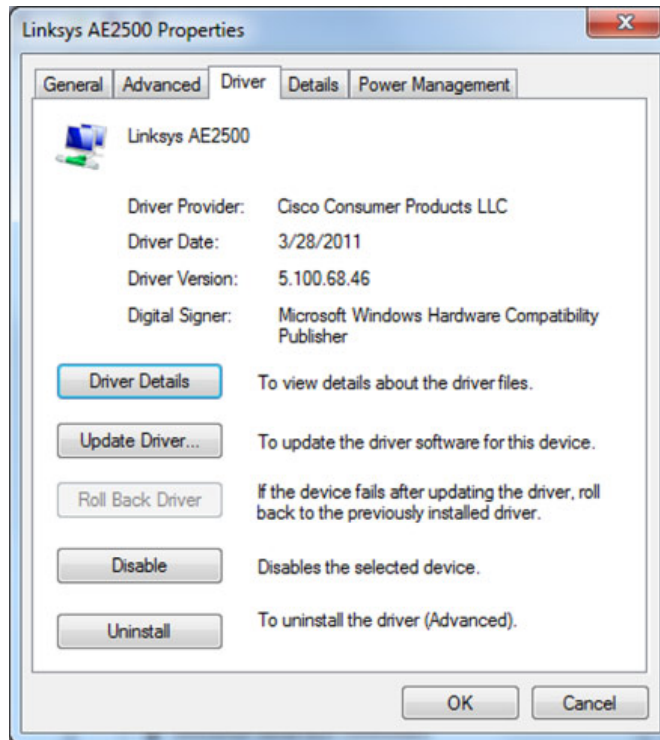 Linksys AE2500 Properties
General Advanced Driver Details Power Management
Linksys AE2500
Driver Provider: Cisco Consumer Products LLC
Driver Date: 3/28/2011
Driver Version: 5.100.68.46
Digital Signer: Microsoft Windows Hardware Compatibility
Publisher
Driver Details To view details about the driver files.
Update Driver... To update the driver software for this device.
Roll Back Driver If the device fails after updating the driver, roll
back to the previously installed driver.
Disable Disables the selected device.
Uninstall To uninstall the driver (Advanced).
OK Cancel